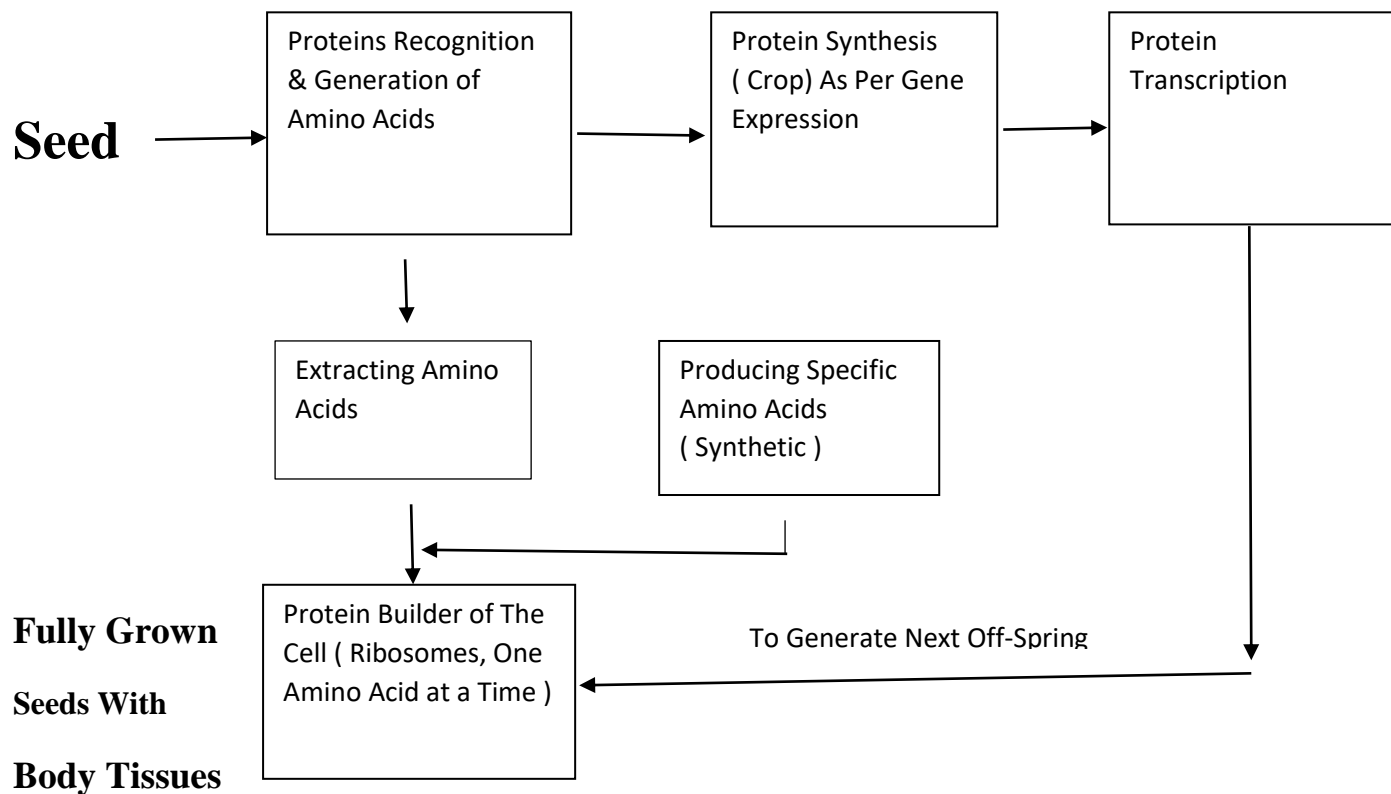 Seed
Proteins Recognition
& Generation of
Amino Acids
Protein Synthesis
( Crop) As Per Gene
Expression
Protein
Transcription
Extracting Amino
Acids
Producing Specific
Amino Acids
( Synthetic )
Protein Builder of The
Cell ( Ribosomes, One
Amino Acid at a Time )
To Generate Next Off-Spring
Fully Grown
Seeds With
Body Tissues